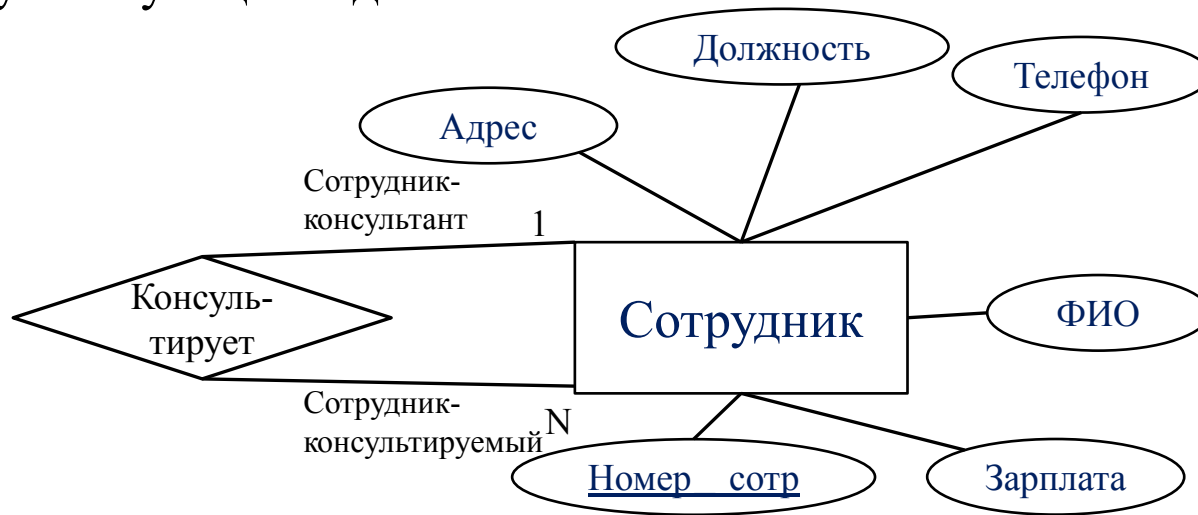 Должность
Телефон
Адрес
Сотрудник-
консультант
1
Консуль-
тирует
Сотрудник
ФИО
Сотрудник-
консультируемый
N
Номер сотр
Зарплата